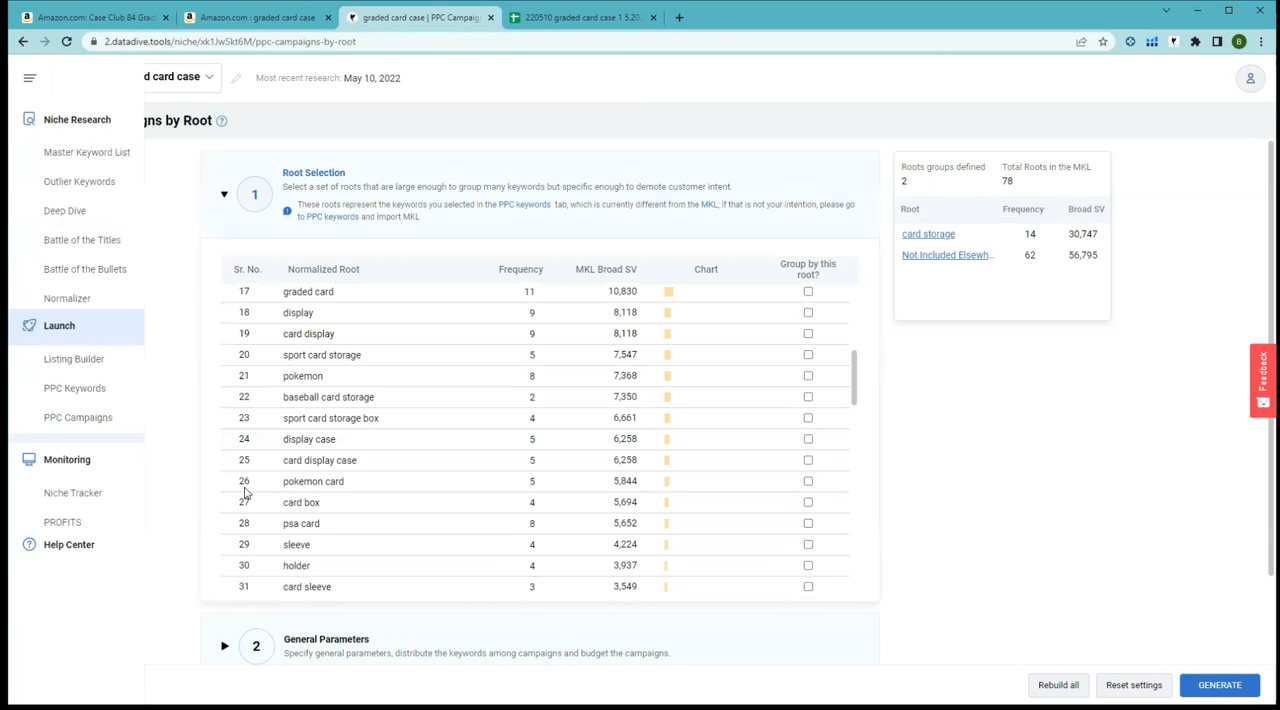 Amazon.com: Case Club 84 Grad
Amazon.com : graded card case
graded card case | PPC Campaig
220510 graded card case 1 5.20.
2.datadive.tools/niche/xk1JwSkt6M/ppc-campaigns-by-root
B
d card case
Most recent research: May 10, 2022
gns by Root
Niche Research
Master Keyword List
Outlier Keywords
Deep Dive
Battle of the Titles
Battle of the Bullets
Normalizer
Launch
Listing Builder
PPC Keywords
PPC Campaigns
Monitoring
Niche Tracker
PROFITS
Help Center
1
Root Selection
Select a set of roots that are large enough to group many keywords but specific enough to demote customer intent.
These roots represent the keywords you selected in the PPC keywords tab, which is currently different from the MKL; if that is not your intention, please go
to PPC keywords and Import MKL
Sr. No. Normalized Root Frequency MKL Broad SV Chart Group by this
root?
17 graded card 11 10,830
18 display 9 8,118
19 card display 9 8,118
20 sport card storage 5 7,547
21 pokemon 8 7,368
22 baseball card storage 2 7,350
23 sport card storage box 4 6,661
24 display case 5 6,258
25 card display case 5 6,258
26 pokemon card 5 5,844
27 card box 4 5,694
28 psa card 8 5,652
29 sleeve 4 4,224
30 holder 4 3,937
31 card sleeve 3 3,549
2
General Parameters
Specify general parameters, distribute the keywords among campaigns and budget the campaigns.
Roots groups defined Total Roots in the MKL
2 78
Root Frequency Broad SV
card storage 14 30,747
Not Included Elsewh... 62 56,795
Feedback
Rebuild all Reset settings GENERATE